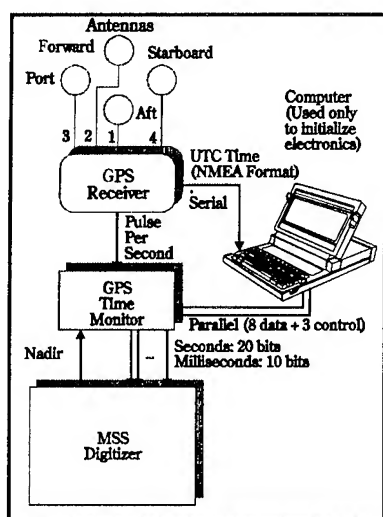 Antennas
Forward
Starboard
Port
Aft
3 2 1 4
Computer
(Used only
to initialize
electronics)
GPS
Receiver
UTC Time
(NMEA Format)
Serial
Pulse
Per
Second
GPS
Time
Monitor
Parallel (8 data + 3 control)
Seconds: 20 bits
Milliseconds: 10 bits
Nadir
...
MSS
Digitizer